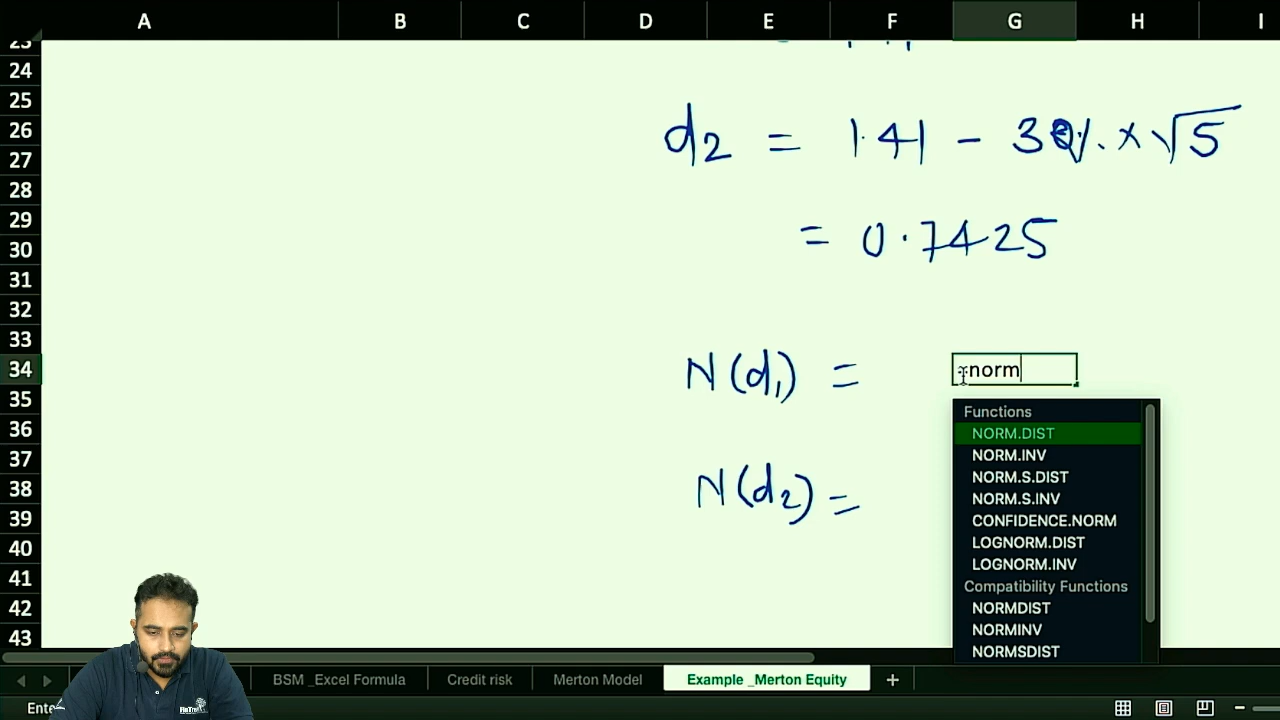 A B C D E F G H I
23
24
25
26 d2 = 1.41 - 30%. x √5
27
28
29
30 = 0.7425
31
32
33
34 N(d1) = =norm
35
Functions
36 NORM.DIST
NORM.INV
37 NORM.S.DIST
38 N(d2) = NORM.S.INV
39 CONFIDENCE.NORM
40 LOGNORM.DIST
LOGNORM.INV
41 Compatibility Functions
42 NORMDIST
NORMINV
43 NORMSDIST
BSM _Excel Formula Credit risk Merton Model Example _Merton Equity +
Ente